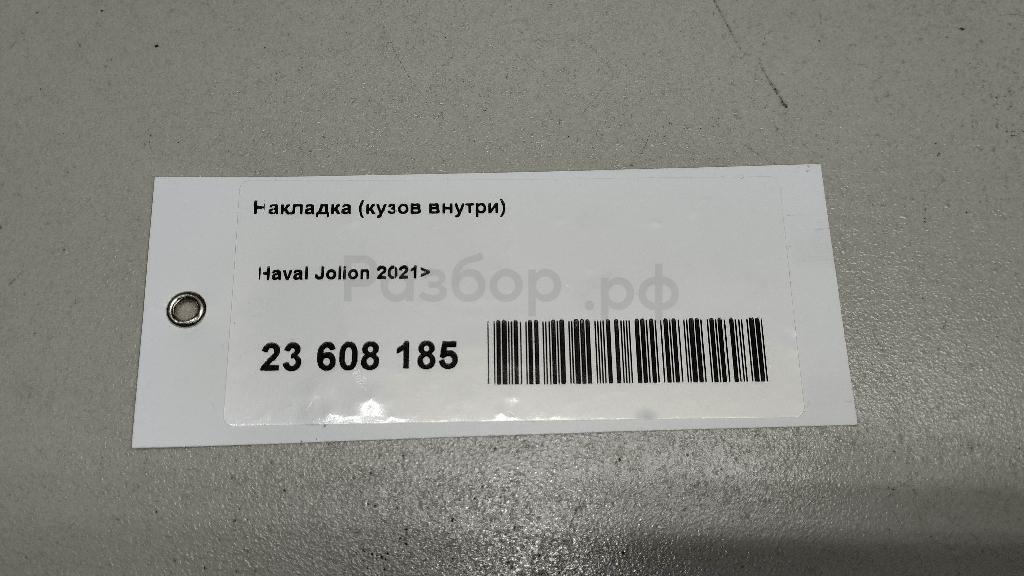 Накладка (кузов внутри)
Haval Jolion 2021>
Разбор.рф
23 608 185